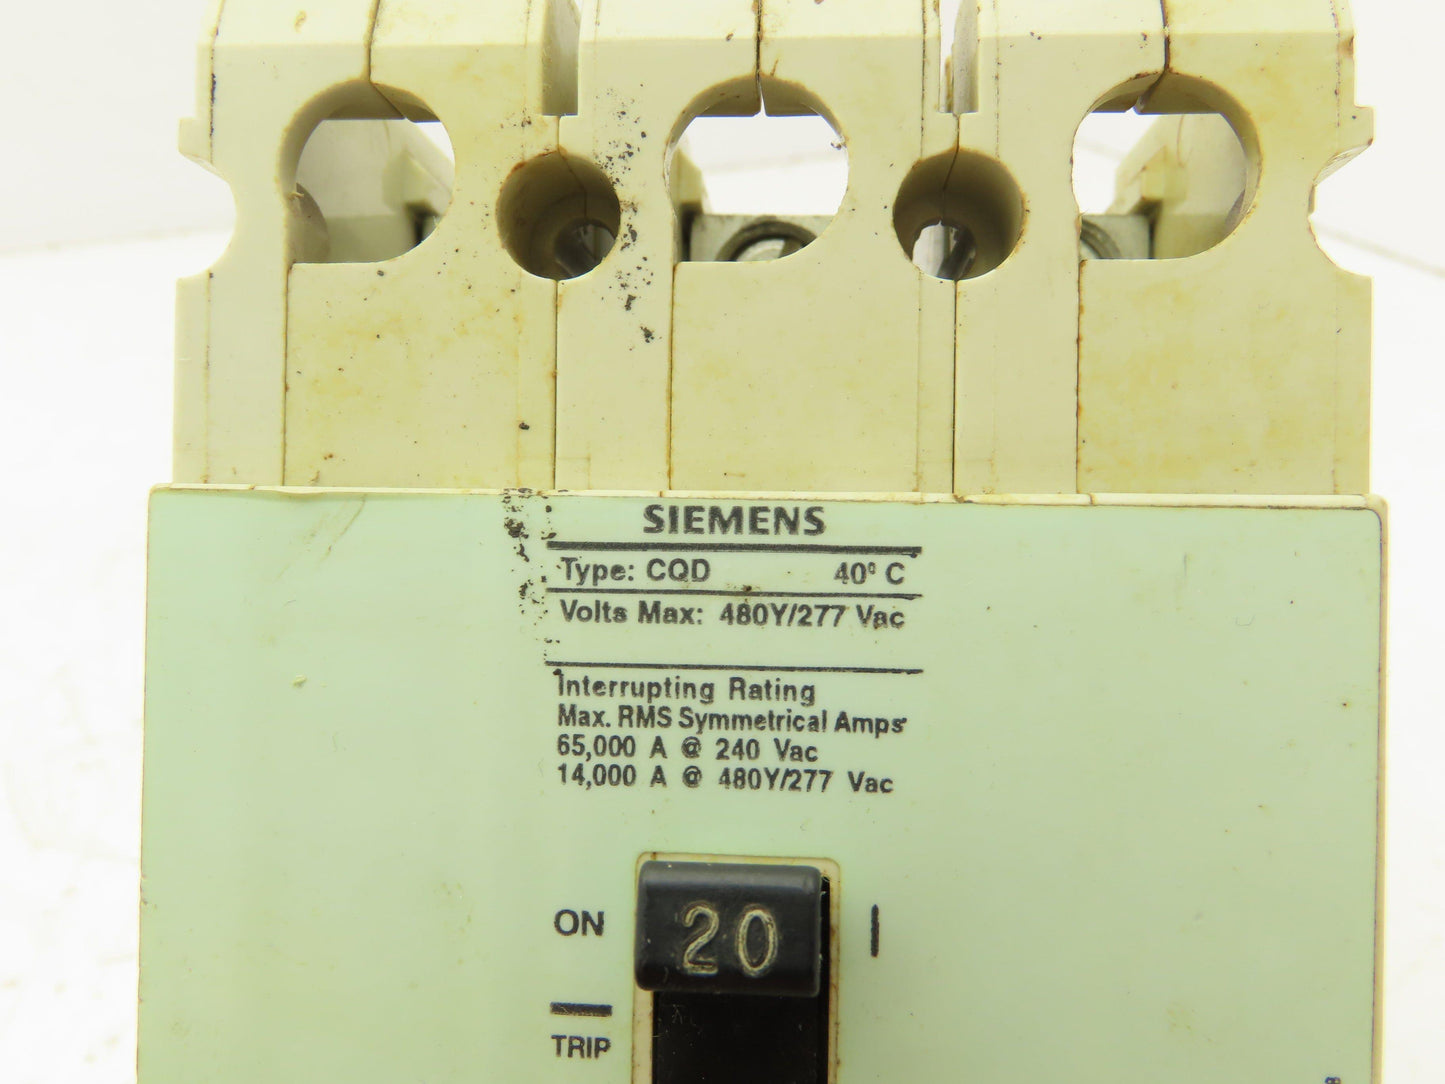 SIEMENS
Type: CQD 40° C
Volts Max: 480Y/277 Vac
Interrupting Rating
Max. RMS Symmetrical Amps
65,000 A @ 240 Vac
14,000 A @ 480Y/277 Vac
ON 20 |
TRIP